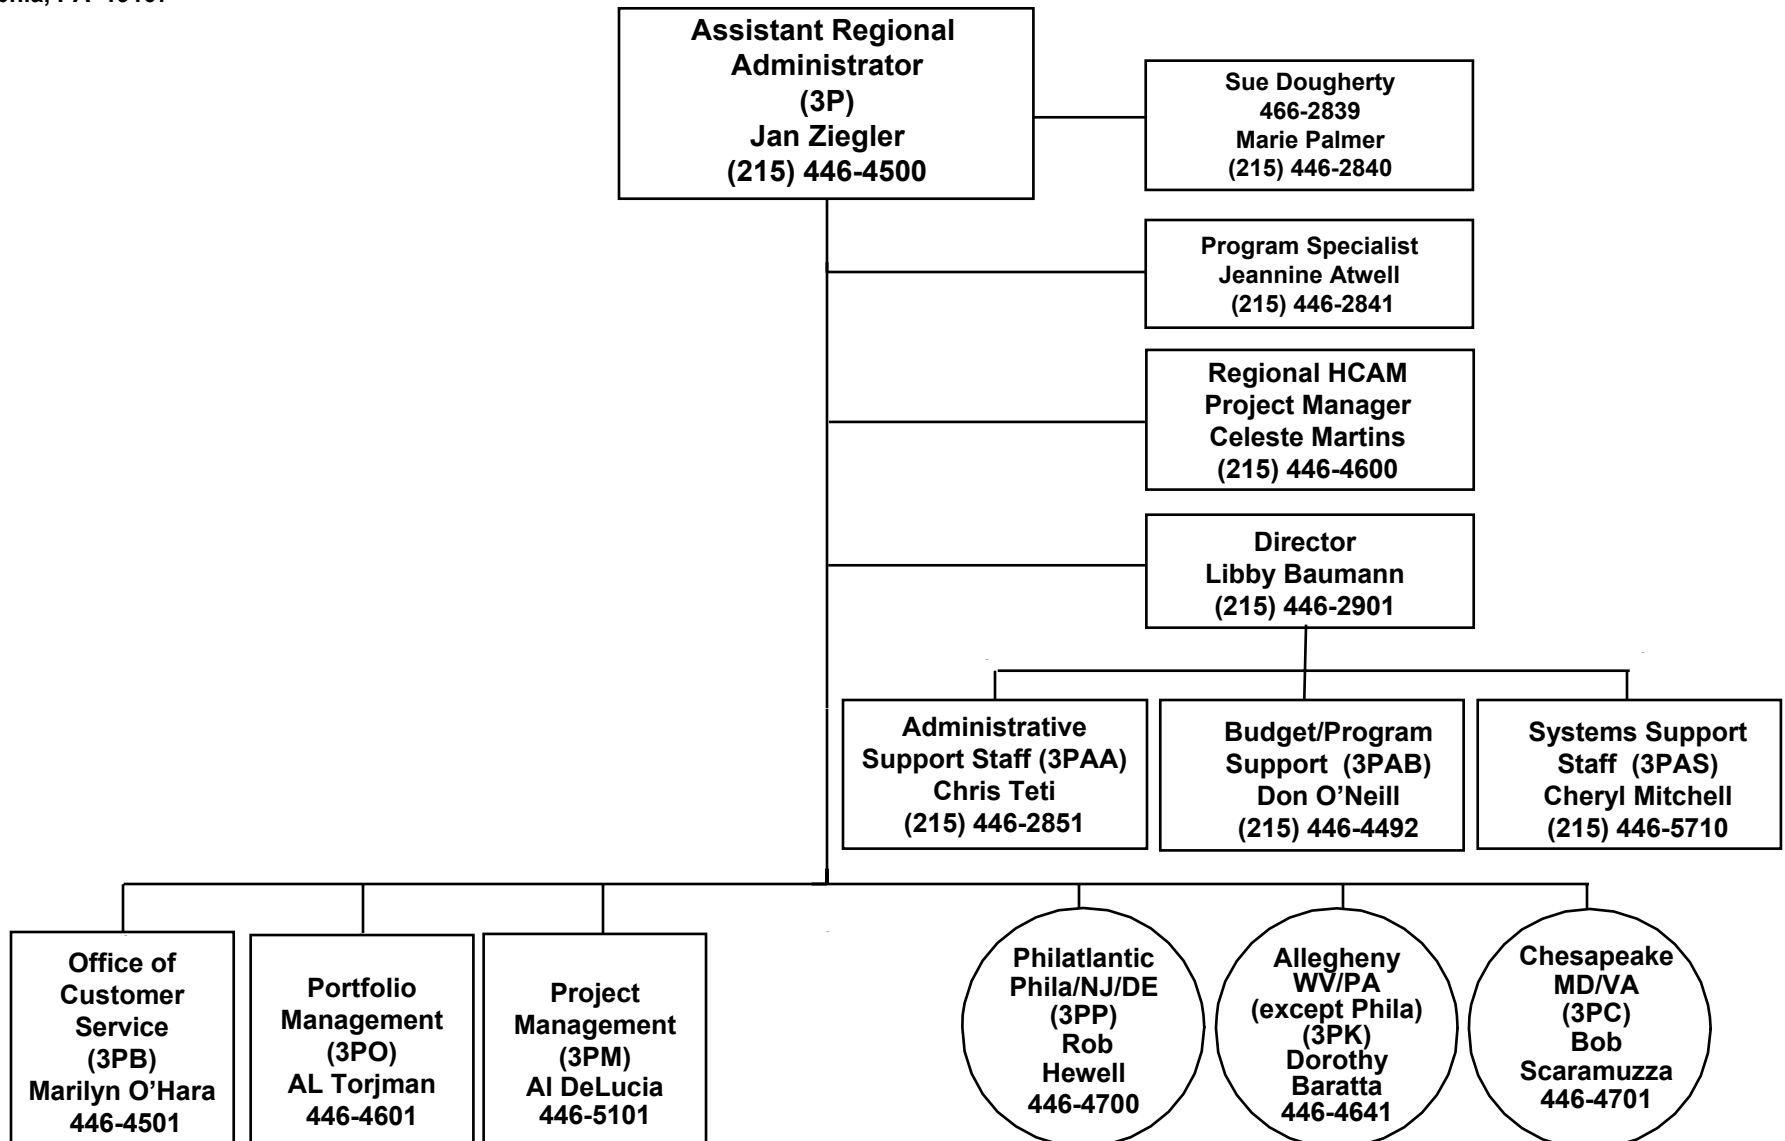 Assistant Regional
Administrator
(3P)
Jan Ziegler
(215) 446-4500
Sue Dougherty
466-2839
Marie Palmer
(215) 446-2840
Program Specialist
Jeannine Atwell
(215) 446-2841
Regional HCAM
Project Manager
Celeste Martins
(215) 446-4600
Director
Libby Baumann
(215) 446-2901
Administrative
Support Staff (3PAA)
Chris Teti
(215) 446-2851
Budget/Program
Support (3PAB)
Don O’Neill
(215) 446-4492
Systems Support
Staff (3PAS)
Cheryl Mitchell
(215) 446-5710
Office of
Customer
Service
(3PB)
Marilyn O’Hara
446-4501
Portfolio
Management
(3PO)
AL Torjman
446-4601
Project
Management
(3PM)
Al DeLucia
446-5101
Philatlantic
Phila/NJ/DE
(3PP)
Rob
Hewell
446-4700
Allegheny
WV/PA
(except Phila)
(3PK)
Dorothy
Baratta
446-4641
Chesapeake
MD/VA
(3PC)
Bob
Scaramuzza
446-4701